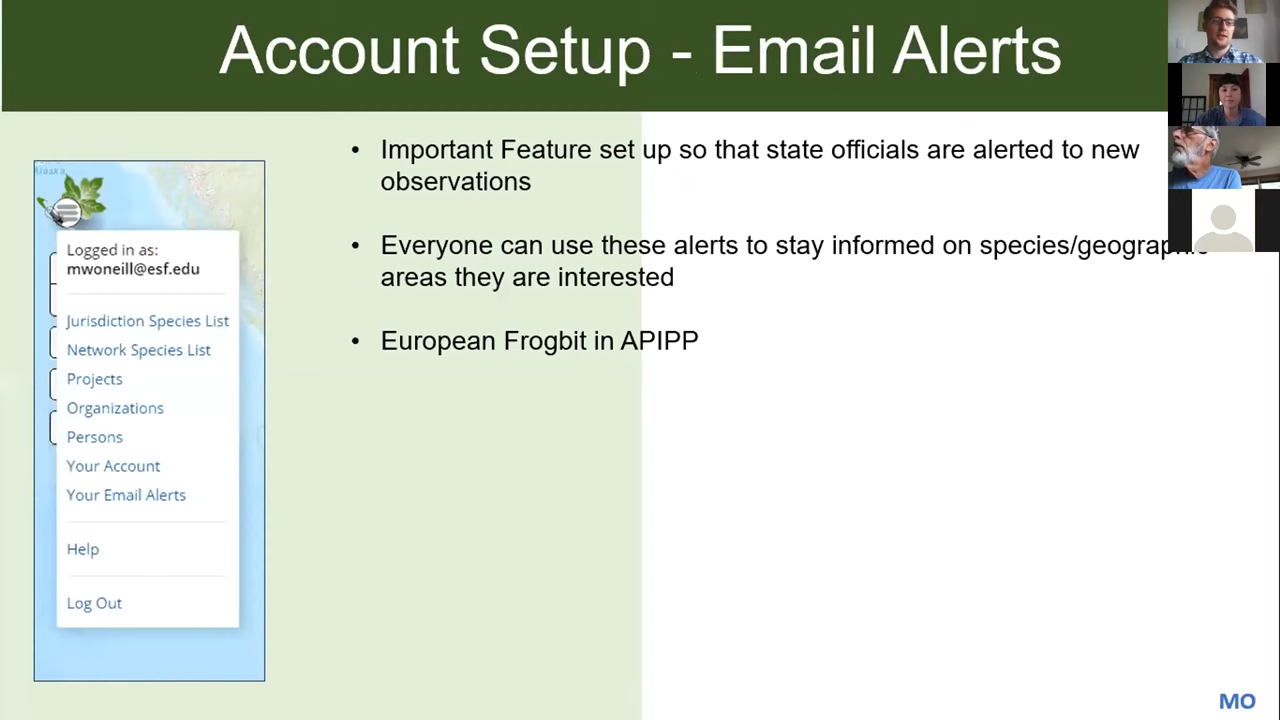 Account Setup - Email Alerts
• Important Feature set up so that state officials are alerted to new
observations
• Everyone can use these alerts to stay informed on species/geographic
areas they are interested
• European Frogbit in APIPP
Alaska
Logged in as:
mwoneill@esf.edu
Jurisdiction Species List
Network Species List
Projects
Organizations
Persons
Your Account
Your Email Alerts
Help
Log Out
MO